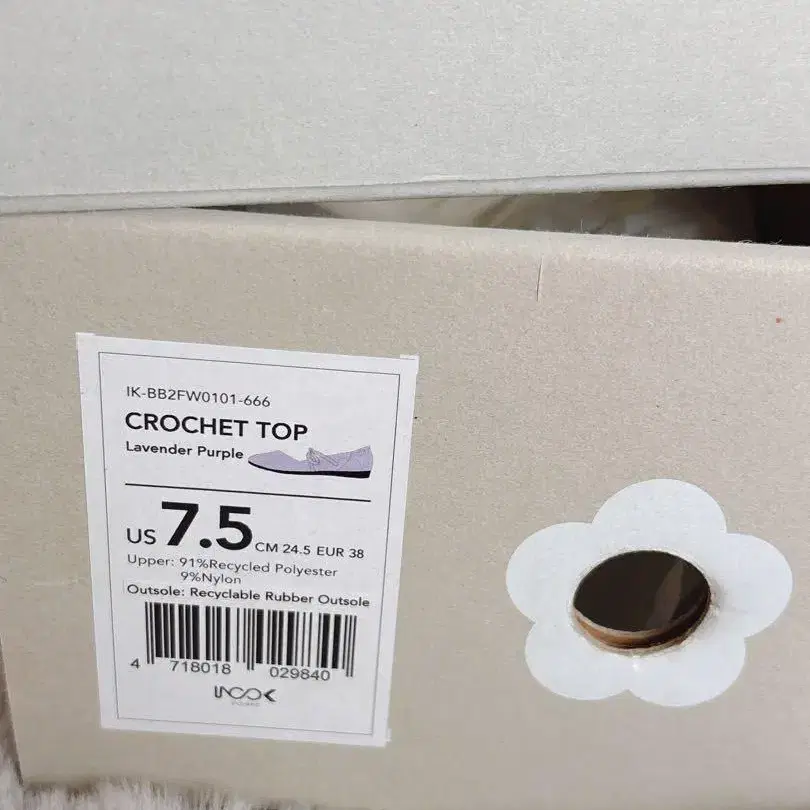 IK-BB2FW0101-666
CROCHET TOP
Lavender Purple
US 7.5 CM 24.5 EUR 38
Upper: 91%Recycled Polyester
9%Nylon
Outsole: Recyclable Rubber Outsole
4 718018 029840